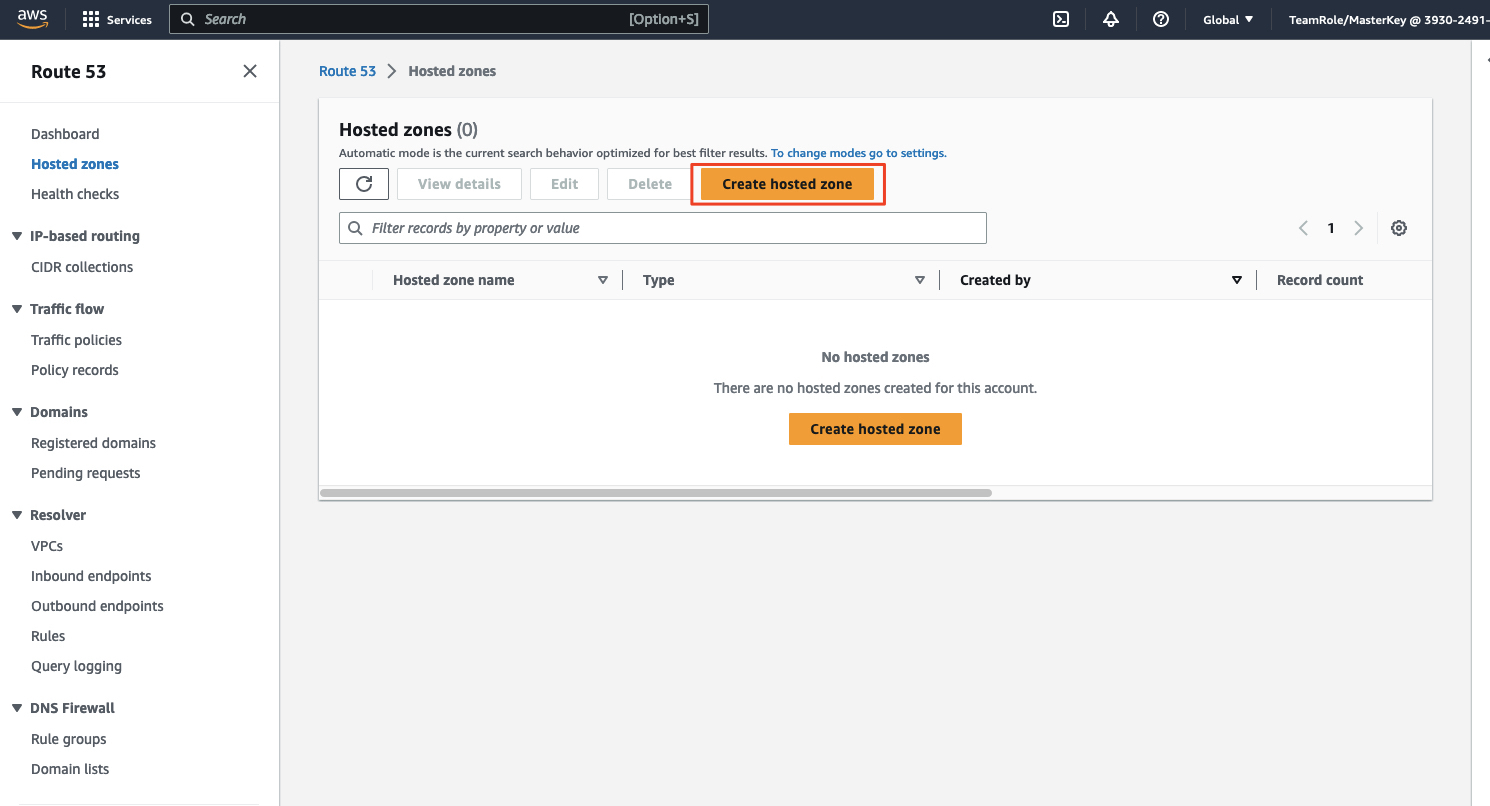 aws
Services
Search
[Option+S]
Global
TeamRole/MasterKey @ 3930-2491-
Route 53
Dashboard
Hosted zones
Health checks
IP-based routing
CIDR collections
Traffic flow
Traffic policies
Policy records
Domains
Registered domains
Pending requests
Resolver
VPCs
Inbound endpoints
Outbound endpoints
Rules
Query logging
DNS Firewall
Rule groups
Domain lists
Route 53 Hosted zones
Hosted zones (0)
Automatic mode is the current search behavior optimized for best filter results. To change modes go to settings.
View details
Edit
Delete
Create hosted zone
Filter records by property or value
1
Hosted zone name
Type
Created by
Record count
No hosted zones
There are no hosted zones created for this account.
Create hosted zone